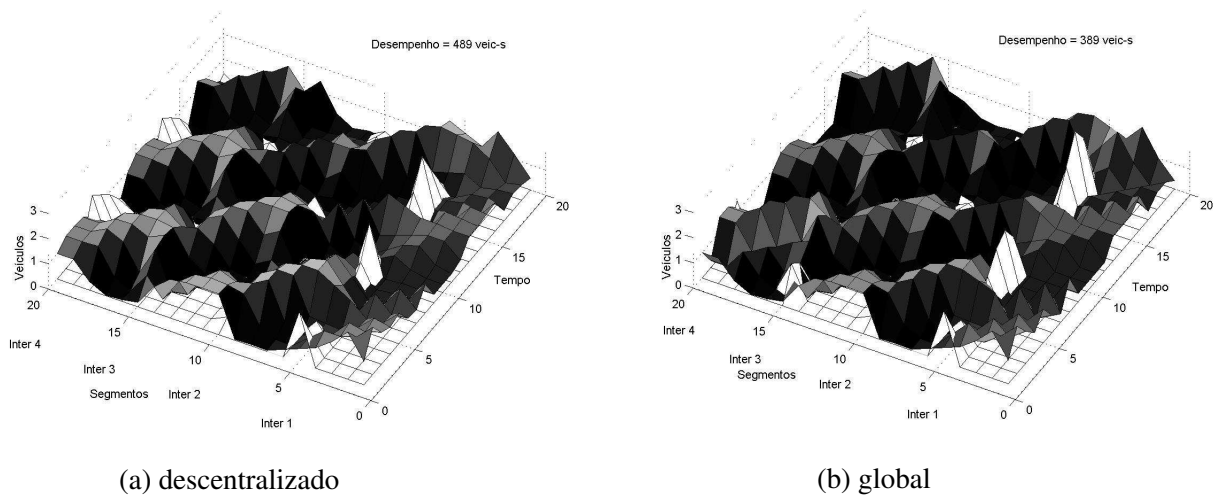 Desempenho = 489 veic-s
3
2
1
0
Veiculos
20
15
10
5
0
Inter 4
Inter 3
Inter 2
Inter 1
Segmentos
20
15
10
5
0
Tempo
(a) descentralizado
Desempenho = 389 veic-s
3
2
1
0
Veiculos
20
15
10
5
0
Inter 4
Inter 3
Inter 2
Inter 1
Segmentos
20
15
10
5
0
Tempo
(b) global